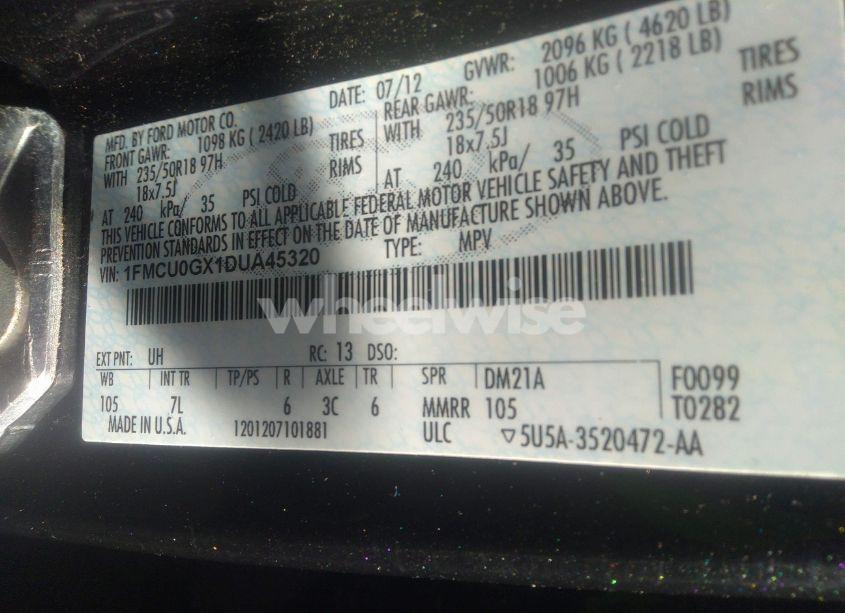 MFD. BY FORD MOTOR CO. DATE: 07/12 GVWR: 2096 KG ( 4620 LB)
FRONT GAWR: 1098 KG ( 2420 LB) REAR GAWR: 1006 KG ( 2218 LB)
WITH 235/50R18 97H TIRES WITH 235/50R18 97H TIRES
18x7.5J RIMS 18x7.5J RIMS
AT 240 kPa/ 35 PSI COLD AT 240 kPa/ 35 PSI COLD
THIS VEHICLE CONFORMS TO ALL APPLICABLE FEDERAL MOTOR VEHICLE SAFETY AND THEFT
PREVENTION STANDARDS IN EFFECT ON THE DATE OF MANUFACTURE SHOWN ABOVE.
VIN: 1FMCU0GX1DUA45320 TYPE: MPV
wheelwise
EXT PNT: UH RC: 13 DSO:
WB INT TR TP/PS R AXLE TR SPR DM21A F0099
105 7L 6 3C 6 MMRR 105 T0282
MADE IN U.S.A. 1201207101881 ULC ▽5U5A-3520472-AA